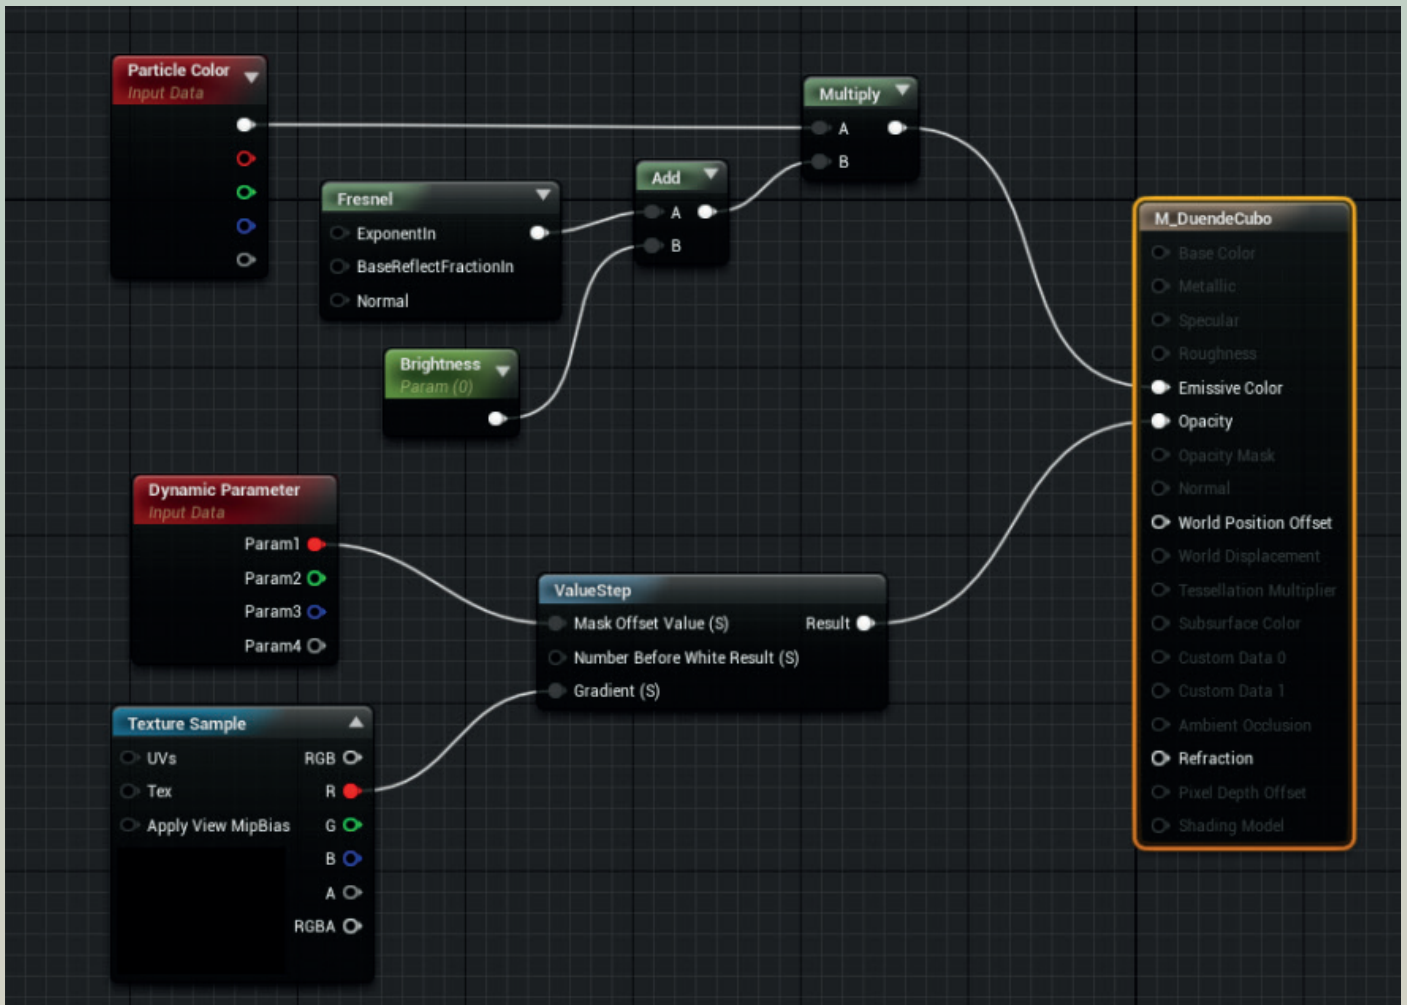 Particle Color
Input Data
Fresnel
ExponentIn
BaseReflectFractionIn
Normal
Brightness
Param (0)
Add
A
B
Multiply
A
B
Dynamic Parameter
Input Data
Param1
Param2
Param3
Param4
Texture Sample
UVs RGB
Tex R
Apply View MipBias G
B
A
RGBA
ValueStep
Mask Offset Value (S) Result
Number Before White Result (S)
Gradient (S)
M_DuendeCubo
Base Color
Metallic
Specular
Roughness
Emissive Color
Opacity
Opacity Mask
Normal
World Position Offset
World Displacement
Tessellation Multiplier
Subsurface Color
Custom Data 0
Custom Data 1
Ambient Occlusion
Refraction
Pixel Depth Offset
Shading Model